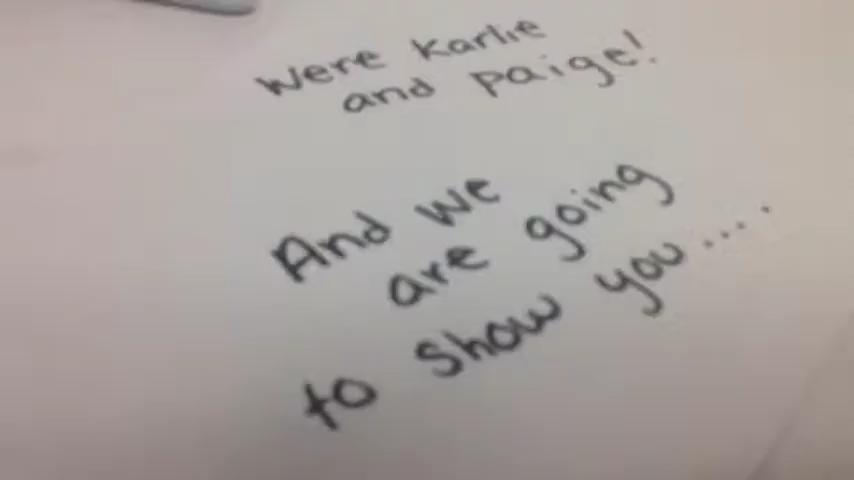 Were Karlie
and Paige!
And we
are going
to show you....